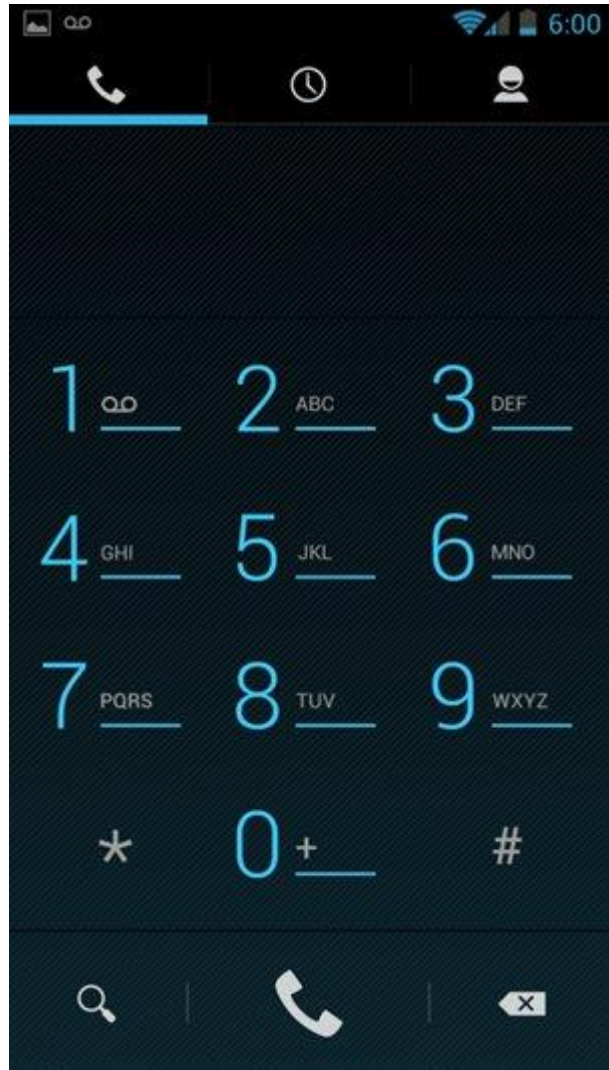 6:00
1 2 ABC 3 DEF
4 GHI 5 JKL 6 MNO
7 PQRS 8 TUV 9 WXYZ
* 0 + #